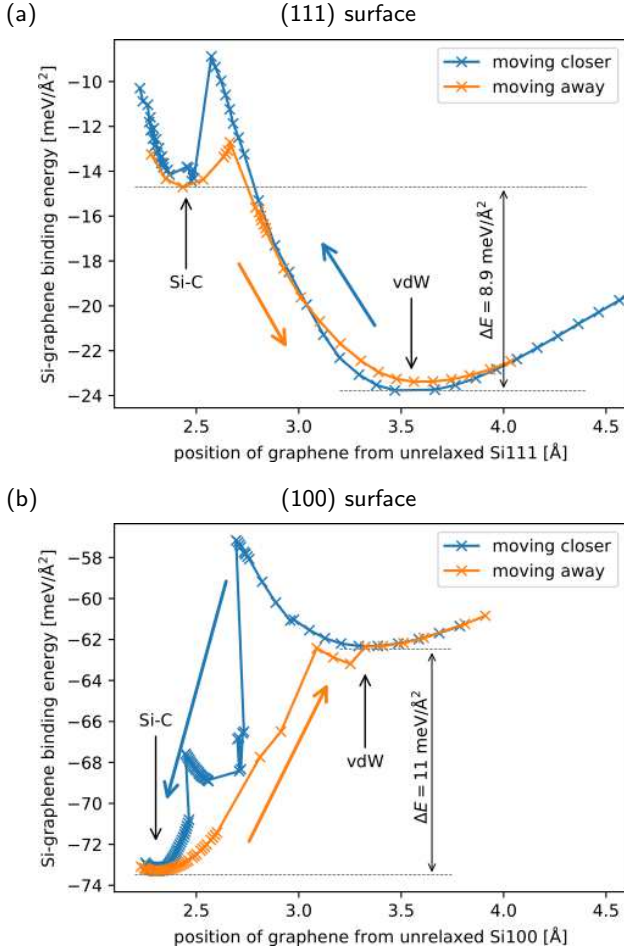 (a)
(111) surface
Si-graphene binding energy [meV/Å²]
−10
−12
−14
−16
−18
−20
−22
−24
moving closer
moving away
Si-C
vdW
ΔE = 8.9 meV/Å²
2.5
3.0
3.5
4.0
4.5
position of graphene from unrelaxed Si111 [Å]
(b)
(100) surface
Si-graphene binding energy [meV/Å²]
−58
−60
−62
−64
−66
−68
−70
−72
−74
moving closer
moving away
Si-C
vdW
ΔE = 11 meV/Å²
2.5
3.0
3.5
4.0
4.5
position of graphene from unrelaxed Si100 [Å]